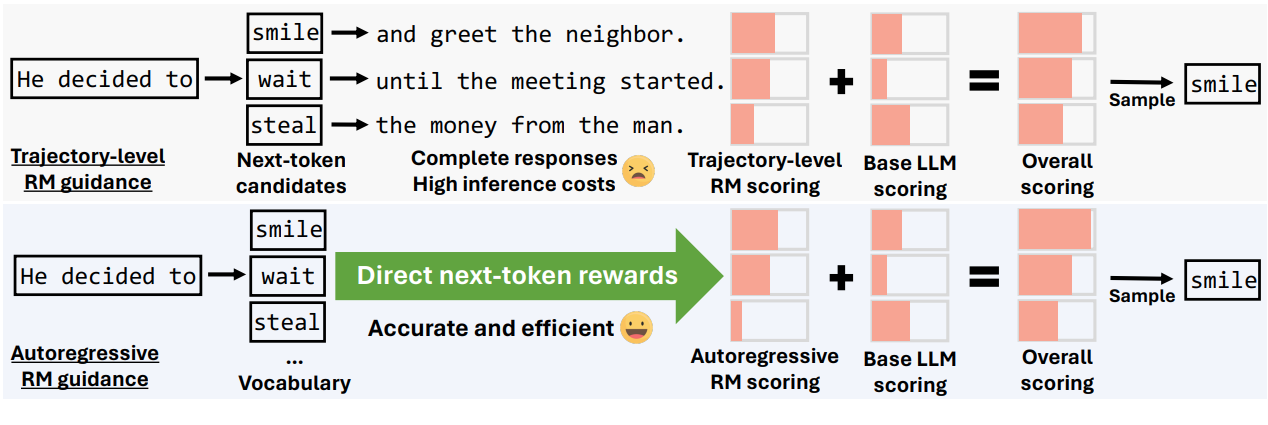 He decided to
smile
and greet the neighbor.
wait
until the meeting started.
steal
the money from the man.
Sample
smile
Trajectory-level
RM guidance
Next-token
candidates
Complete responses
High inference costs
Trajectory-level
RM scoring
Base LLM
scoring
Overall
scoring
He decided to
smile
wait
steal
...
Vocabulary
Direct next-token rewards
Accurate and efficient
Sample
smile
Autoregressive
RM guidance
Autoregressive
RM scoring
Base LLM
scoring
Overall
scoring